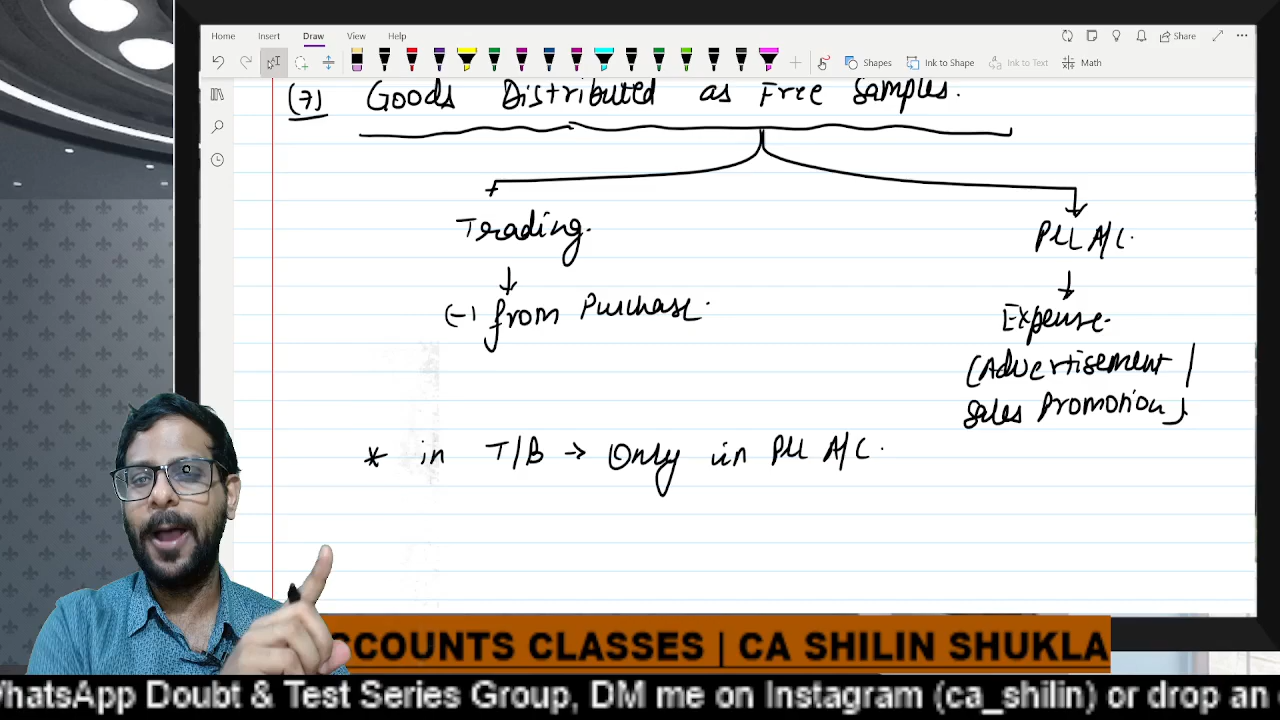 Home Insert Draw View Help Share
Shapes Ink to Shape Ink to Text Math
(7) Goods Distributed as Free Samples.
Trading. P&L A/C.
(-) from Purchase. Expense.
(Advertisement /
Sales Promotion)
* in T/B → Only in P&L A/C.
CCOUNTS CLASSES | CA SHILIN SHUKLA
WhatsApp Doubt & Test Series Group, DM me on Instagram (ca_shilin) or drop an